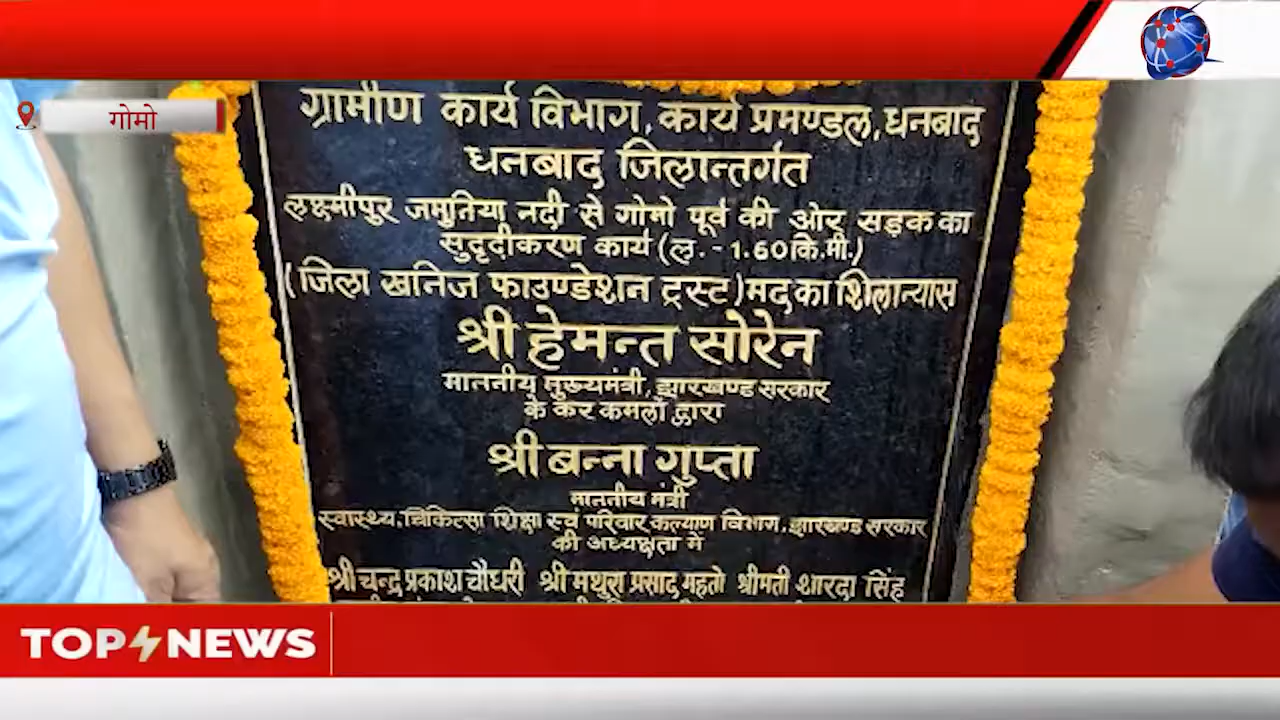 गोमो
ग्रामीण कार्य विभाग, कार्य प्रमण्डल, धनबाद
धनबाद जिलान्तर्गत
लक्ष्मीपुर जमुनिया नदी से गोमो पूर्व की ओर सड़क का
सुदृदीकरण कार्य (ल. - 1.60 कि.मी.)
(जिला खनिज फाउण्डेशन ट्रस्ट) मद का शिलान्यास
श्री हेमन्त सोरेन
माननीय मुख्यमंत्री, झारखण्ड सरकार
के कर कमलों द्वारा
श्री बन्ना गुप्ता
माननीय मंत्री
स्वास्थ्य, चिकित्सा शिक्षा एवं परिवार कल्याण विभाग, झारखण्ड सरकार
की अध्यक्षता में
श्री चन्द्र प्रकाश चौधरी श्री मथुरा प्रसाद महतो श्रीमती शारदा सिंह
TOP NEWS